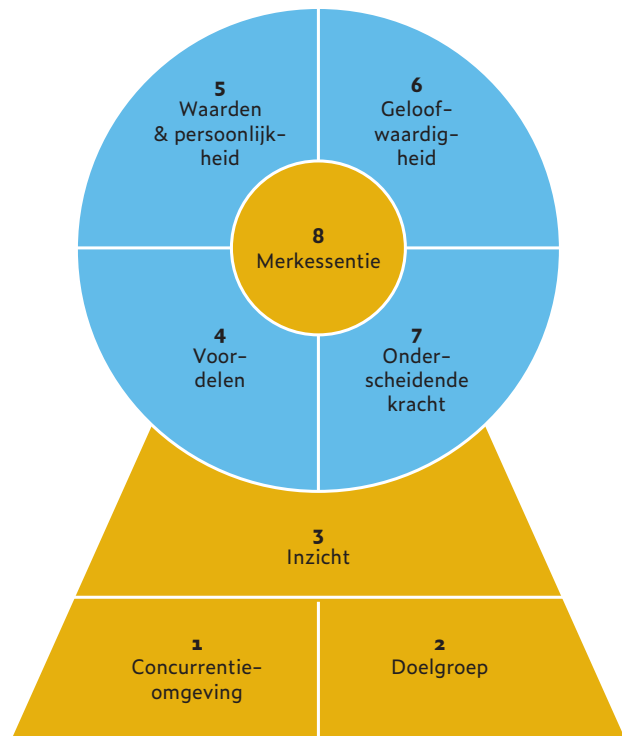 5
Waarden
& persoonlijk-
heid
6
Geloof-
waardig-
heid
8
Merkessentie
4
Voor-
delen
7
Onder-
scheidende
kracht
3
Inzicht
1
Concurrentie-
omgeving
2
Doelgroep